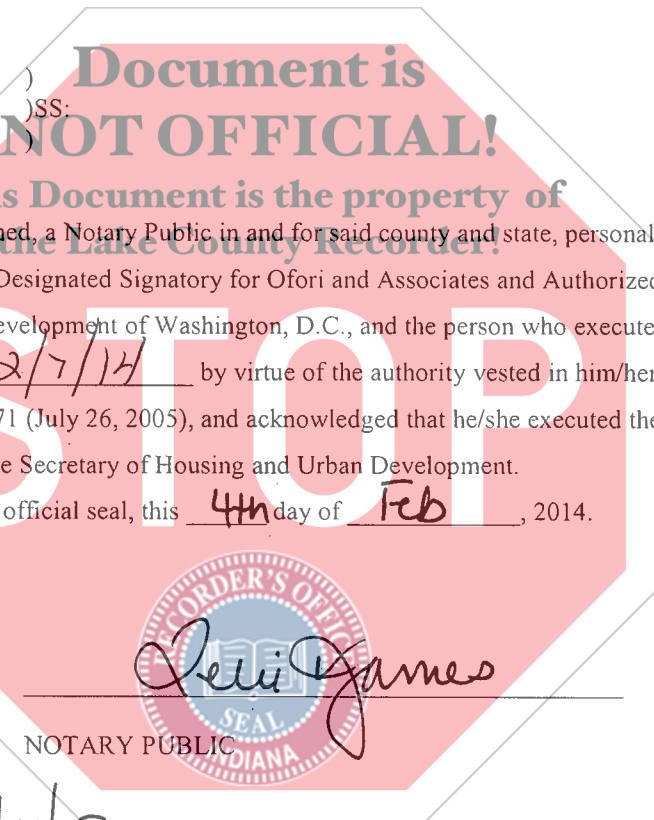 Document is
)
)SS:
NOT OFFICIAL!
)
s Document is the property of
ned, a Notary Public in and for said county and state, personal
the Lake County Recorder!
Designated Signatory for Ofori and Associates and Authorized
evelopment of Washington, D.C., and the person who execute
2/7/14 by virtue of the authority vested in him/her
71 (July 26, 2005), and acknowledged that he/she executed the
e Secretary of Housing and Urban Development.
STOP
official seal, this 4th day of Feb, 2014.
RECORDER'S OFFIC
SEAL
INDIANA
NOTARY PUBLIC